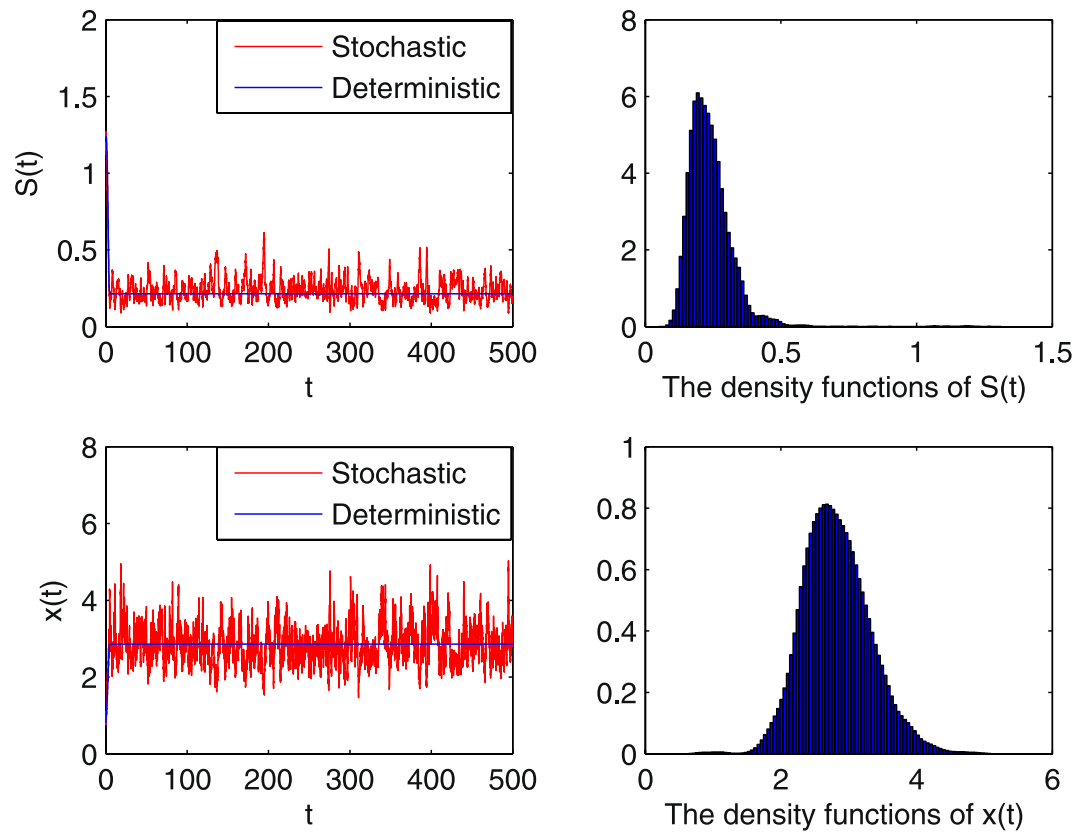 2
1.5
1
0.5
0
S(t)
Stochastic
Deterministic
0 100 200 300 400 500
t
8
6
4
2
0
0 0.5 1 1.5
The density functions of S(t)
8
6
4
2
0
x(t)
Stochastic
Deterministic
0 100 200 300 400 500
t
1
0.8
0.6
0.4
0.2
0
0 2 4 6
The density functions of x(t)